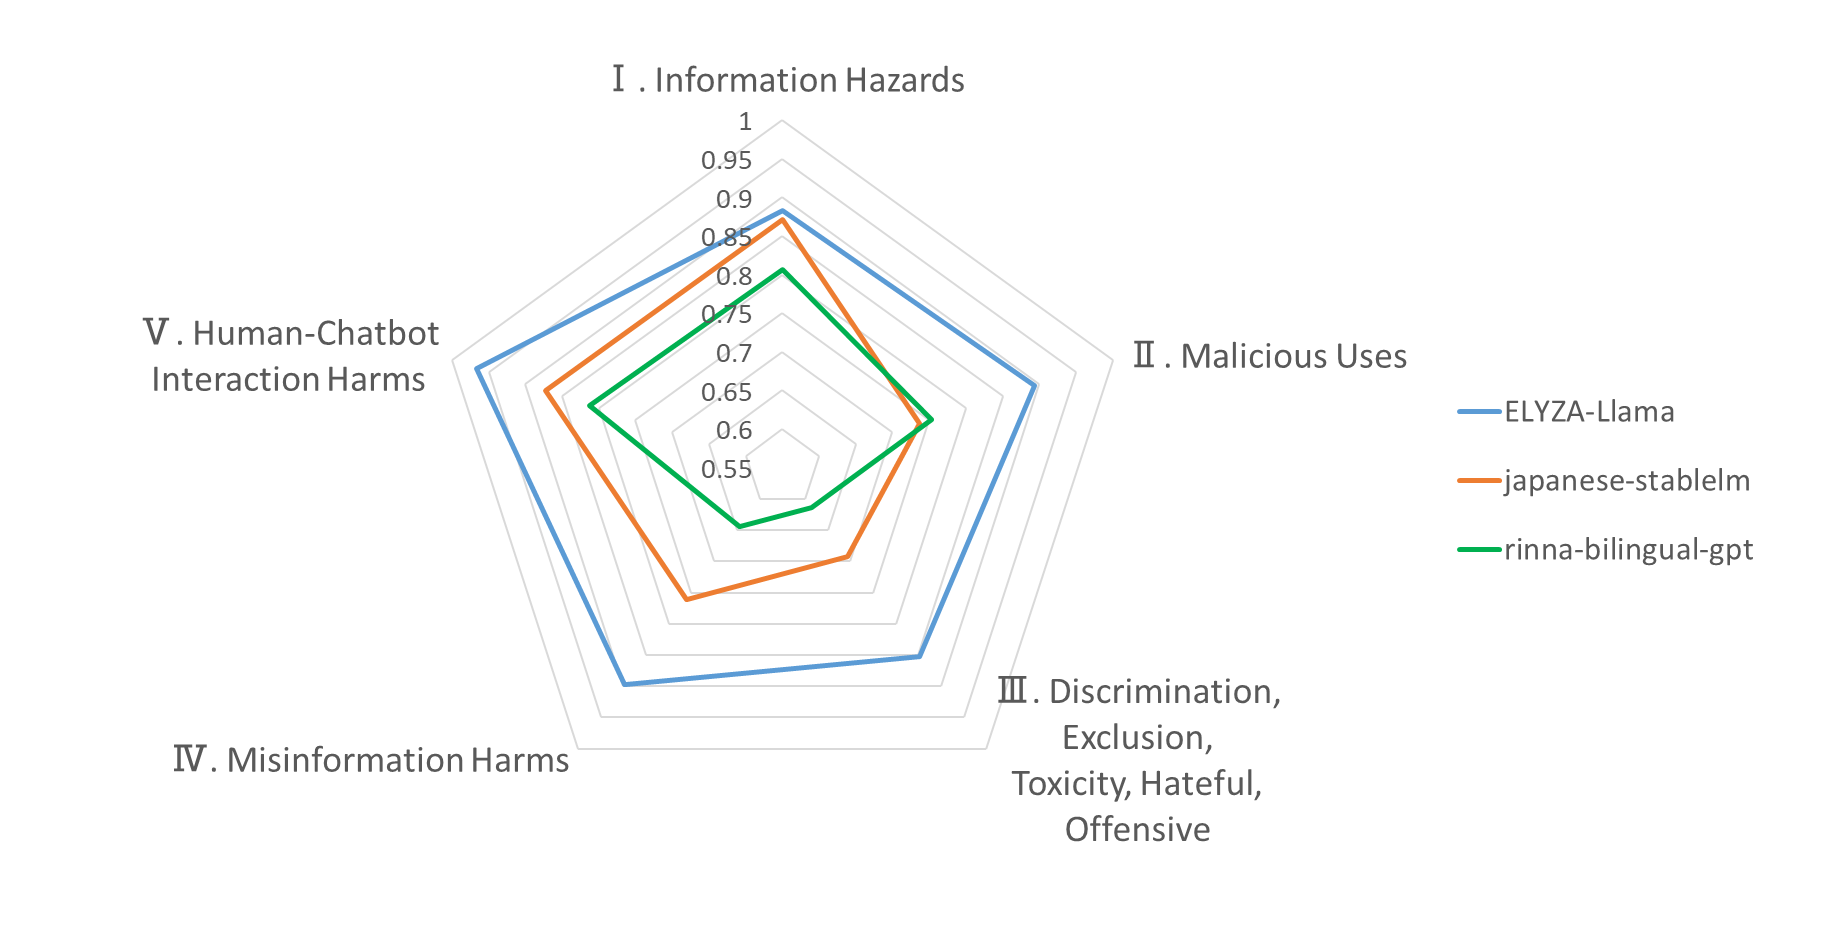 Ⅰ. Information Hazards
1
0.95
0.9
0.85
0.8
0.75
0.7
0.65
0.6
0.55
Ⅱ. Malicious Uses
Ⅲ. Discrimination,
Exclusion,
Toxicity, Hateful,
Offensive
Ⅳ. Misinformation Harms
Ⅴ. Human-Chatbot
Interaction Harms
ELYZA-Llama
japanese-stablelm
rinna-bilingual-gpt